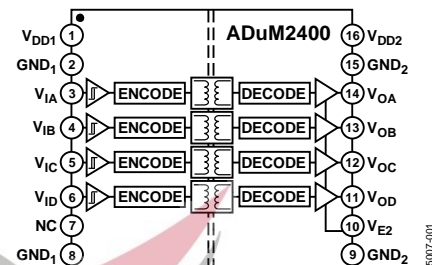 ADuM2400
VDD1 1 16 VDD2
GND1 2 15 GND2
VIA 3 ENCODE DECODE 14 VOA
VIB 4 ENCODE DECODE 13 VOB
VIC 5 ENCODE DECODE 12 VOC
VID 6 ENCODE DECODE 11 VOD
NC 7 10 VE2
GND1 8 9 GND2
5007-001